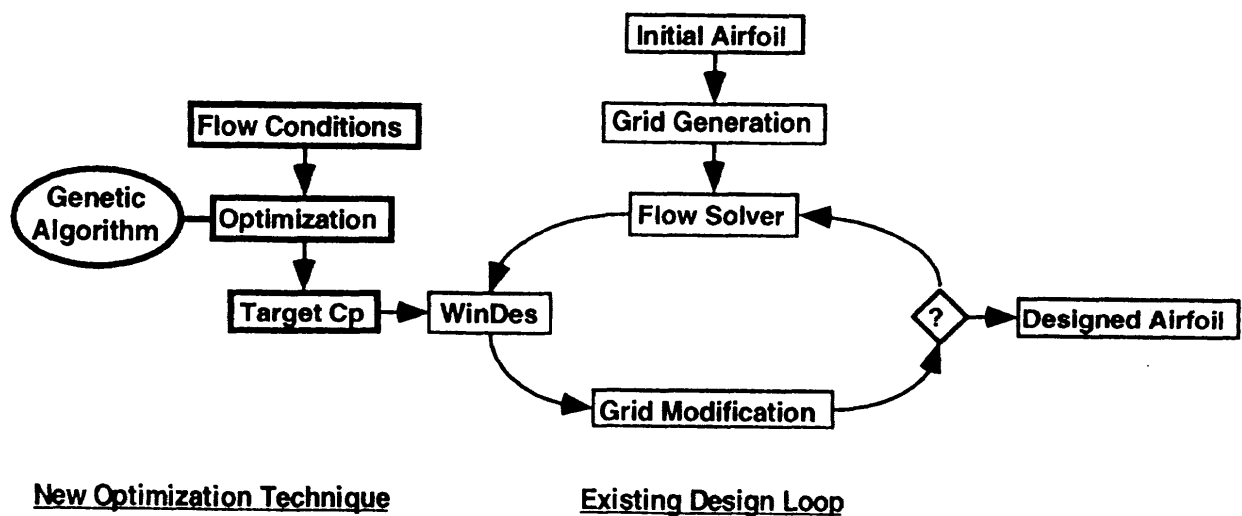 Initial Airfoil
Flow Conditions
Grid Generation
Genetic
Algorithm
Optimization
Flow Solver
Target Cp
WinDes
?
Designed Airfoil
Grid Modification
New Optimization Technique
Existing Design Loop